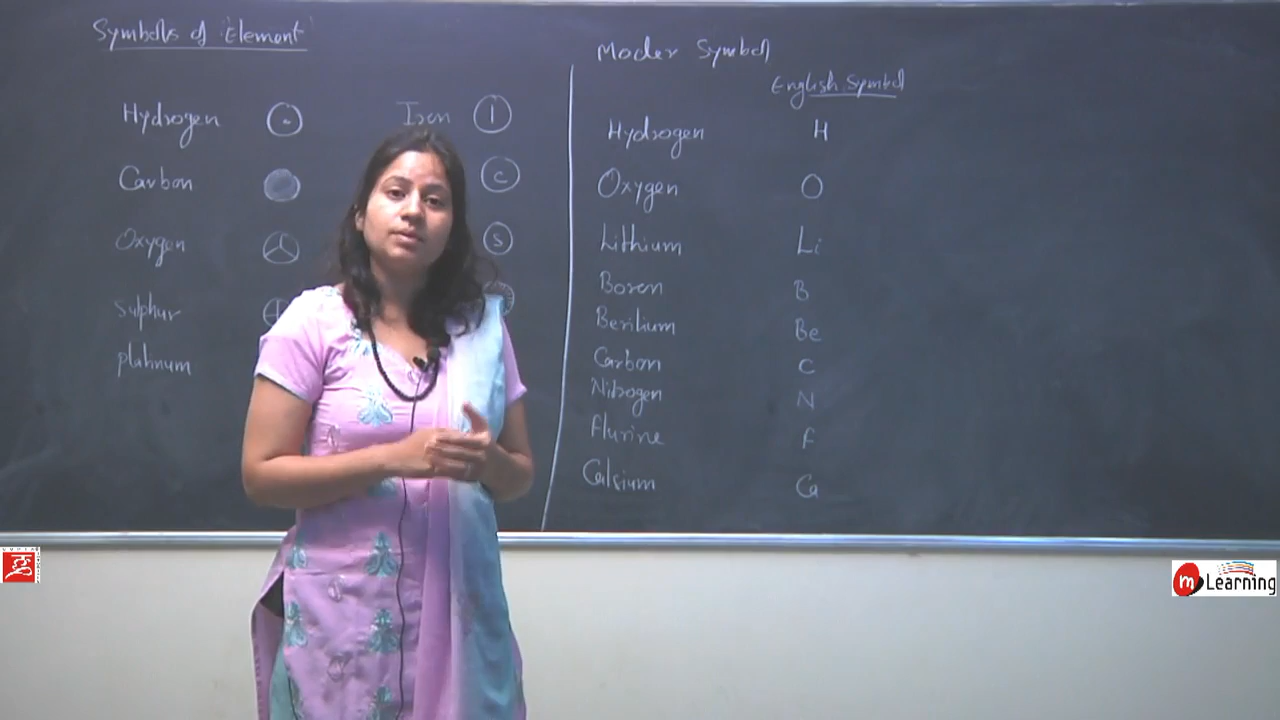 Symbols of Element
Hydrogen
Iron I
Carbon
C
Oxygen
S
Sulphur
platinum
Moder Symbol
English Symbol
Hydrogen H
Oxygen O
Lithium Li
Boren B
Berilium Be
Carbon C
Nitrogen N
flurine F
Calsium Ca
m Learning